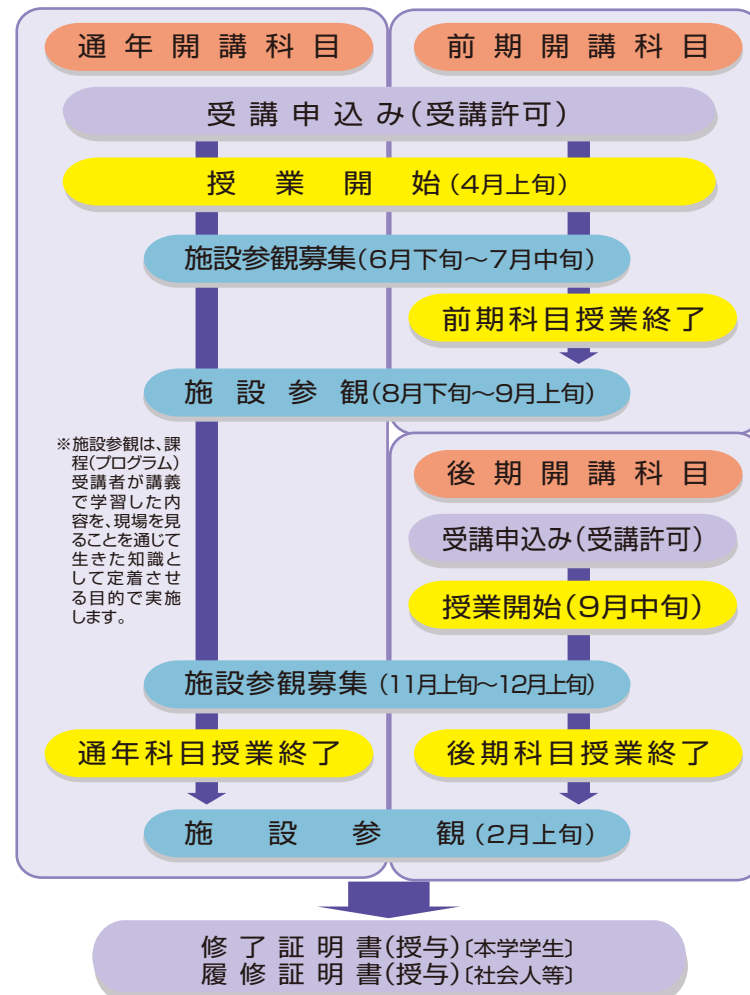 通年開講科目
前期開講科目
受講申込み(受講許可)
授業開始(4月上旬)
施設参観募集(6月下旬～7月中旬)
前期科目授業終了
施設参観(8月下旬～9月上旬)
※施設参観は、課
程(プログラム)
受講者が講義
で学習した内
容を、現場を見
ることを通じて
生きた知識と
して定着させ
る目的で実施
します。
後期開講科目
受講申込み(受講許可)
授業開始(9月中旬)
施設参観募集(11月上旬～12月上旬)
通年科目授業終了
後期科目授業終了
施設参観(2月上旬)
修了証明書(授与)〔本学学生〕
履修証明書(授与)〔社会人等〕